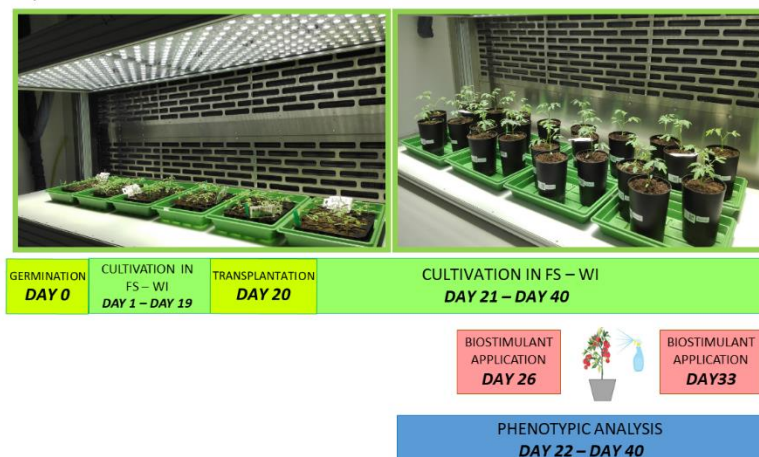 GERMINATION
DAY 0
CULTIVATION IN
FS – WI
DAY 1 – DAY 19
TRANSPLANTATION
DAY 20
CULTIVATION IN FS – WI
DAY 21 – DAY 40
BIOSTIMULANT
APPLICATION
DAY 26
BIOSTIMULANT
APPLICATION
DAY33
PHENOTYPIC ANALYSIS
DAY 22 – DAY 40